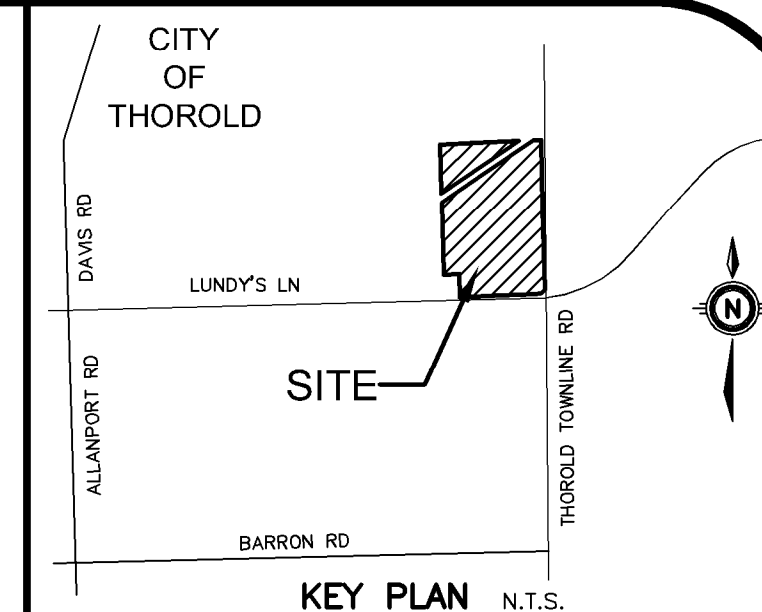 CITY
OF
THOROLD
DAVIS RD
LUNDY'S LN
N
SITE
ALLANPORT RD
THOROLD TOWNLINE RD
BARRON RD
KEY PLAN N.T.S.